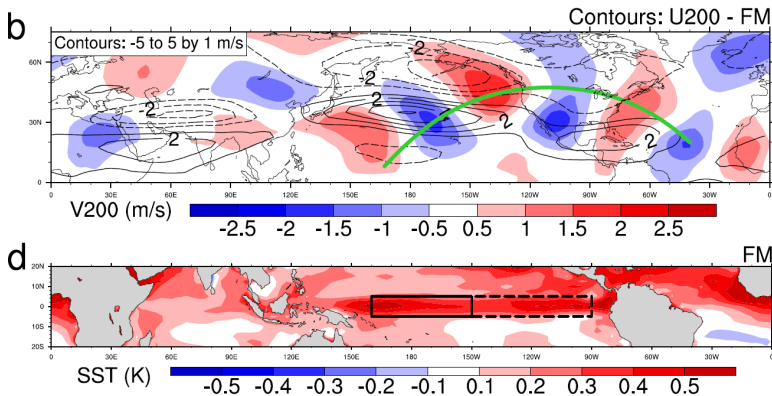 b
Contours: U200 - FM
Contours: -5 to 5 by 1 m/s
60N
30N
0
-2
-2
-2
-2
2
2
2
0 30E 60E 90E 120E 150E 180 150W 120W 90W 60W 30W 0
V200 (m/s)
-2.5 -2 -1.5 -1 -0.5 0.5 1 1.5 2 2.5
d
FM
20N
10N
0
10S
20S
0 30E 60E 90E 120E 150E 180 150W 120W 90W 60W 30W 0
SST (K)
-0.5 -0.4 -0.3 -0.2 -0.1 0.1 0.2 0.3 0.4 0.5